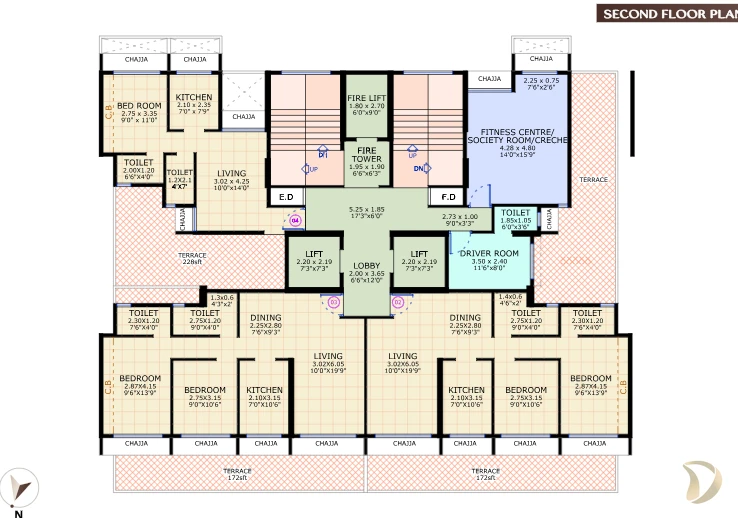 SECOND FLOOR PLAN
CHAJJA
CHAJJA
CHAJJA
C.B
BED ROOM
2.75 x 3.35
9'0" x 11'0"
KITCHEN
2.10 x 2.35
7'0" x 7'9"
CHAJJA
TOILET
2.00X1.20
6'6"X4'0"
TOILET
1.2X2.1
4'X7'
LIVING
3.02 x 4.25
10'0"X14'0"
CHAJJA
UP
E.D
04
FIRE LIFT
1.80 x 2.70
6'0"X9'0"
FIRE
TOWER
1.95 x 1.90
6'6"X6'3"
UP
DN
F.D
CHAJJA
2.25 x 0.75
7'6"x2'6"
FITNESS CENTRE/
SOCIETY ROOM/CRECHE
4.28 x 4.80
14'0"X15'9"
TERRACE
5.25 x 1.85
17'3"x6'0"
2.73 x 1.00
9'0"X3'3"
TOILET
1.85x1.05
6'0"X3'6"
CHAJJA
TERRACE
228sft
LIFT
2.20 x 2.19
7'3"X7'3"
LOBBY
2.00 x 3.65
6'6"X12'0"
LIFT
2.20 x 2.19
7'3"X7'3"
DRIVER ROOM
3.50 x 2.40
11'6"x8'0"
03
02
1.3x0.6
4'3"x2'
1.4x0.6
4'6"x2'
TOILET
2.30X1.20
7'6"X4'0"
TOILET
2.75X1.20
9'0"X4'0"
DINING
2.25X2.80
7'6"X9'3"
DINING
2.25X2.80
7'6"X9'3"
TOILET
2.75X1.20
9'0"X4'0"
TOILET
2.30X1.20
7'6"X4'0"
LIVING
3.02X6.05
10'0"X19'9"
LIVING
3.02X6.05
10'0"X19'9"
C.B
BEDROOM
2.87X4.15
9'6"X13'9"
BEDROOM
2.75X3.15
9'0"X10'6"
KITCHEN
2.10X3.15
7'0"X10'6"
KITCHEN
2.10X3.15
7'0"X10'6"
BEDROOM
2.75X3.15
9'0"X10'6"
BEDROOM
2.87X4.15
9'6"X13'9"
C.B
CHAJJA
CHAJJA
CHAJJA
CHAJJA
CHAJJA
CHAJJA
CHAJJA
CHAJJA
TERRACE
172sft
TERRACE
172sft
N